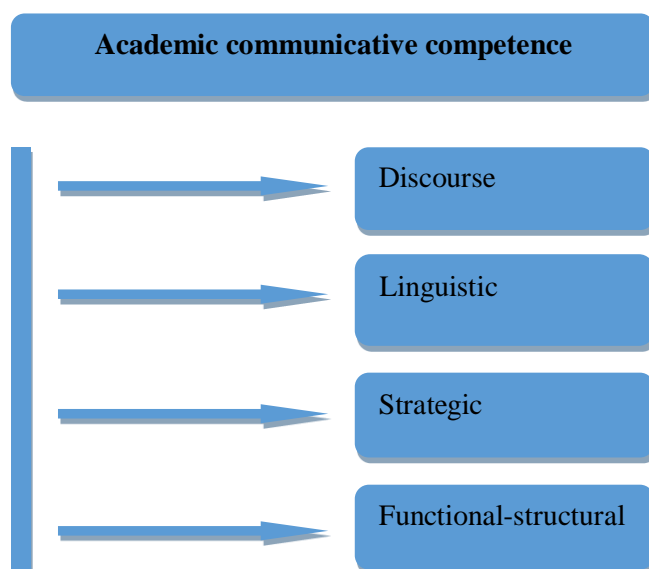 Academic communicative competence
Discourse
Linguistic
Strategic
Functional-structural